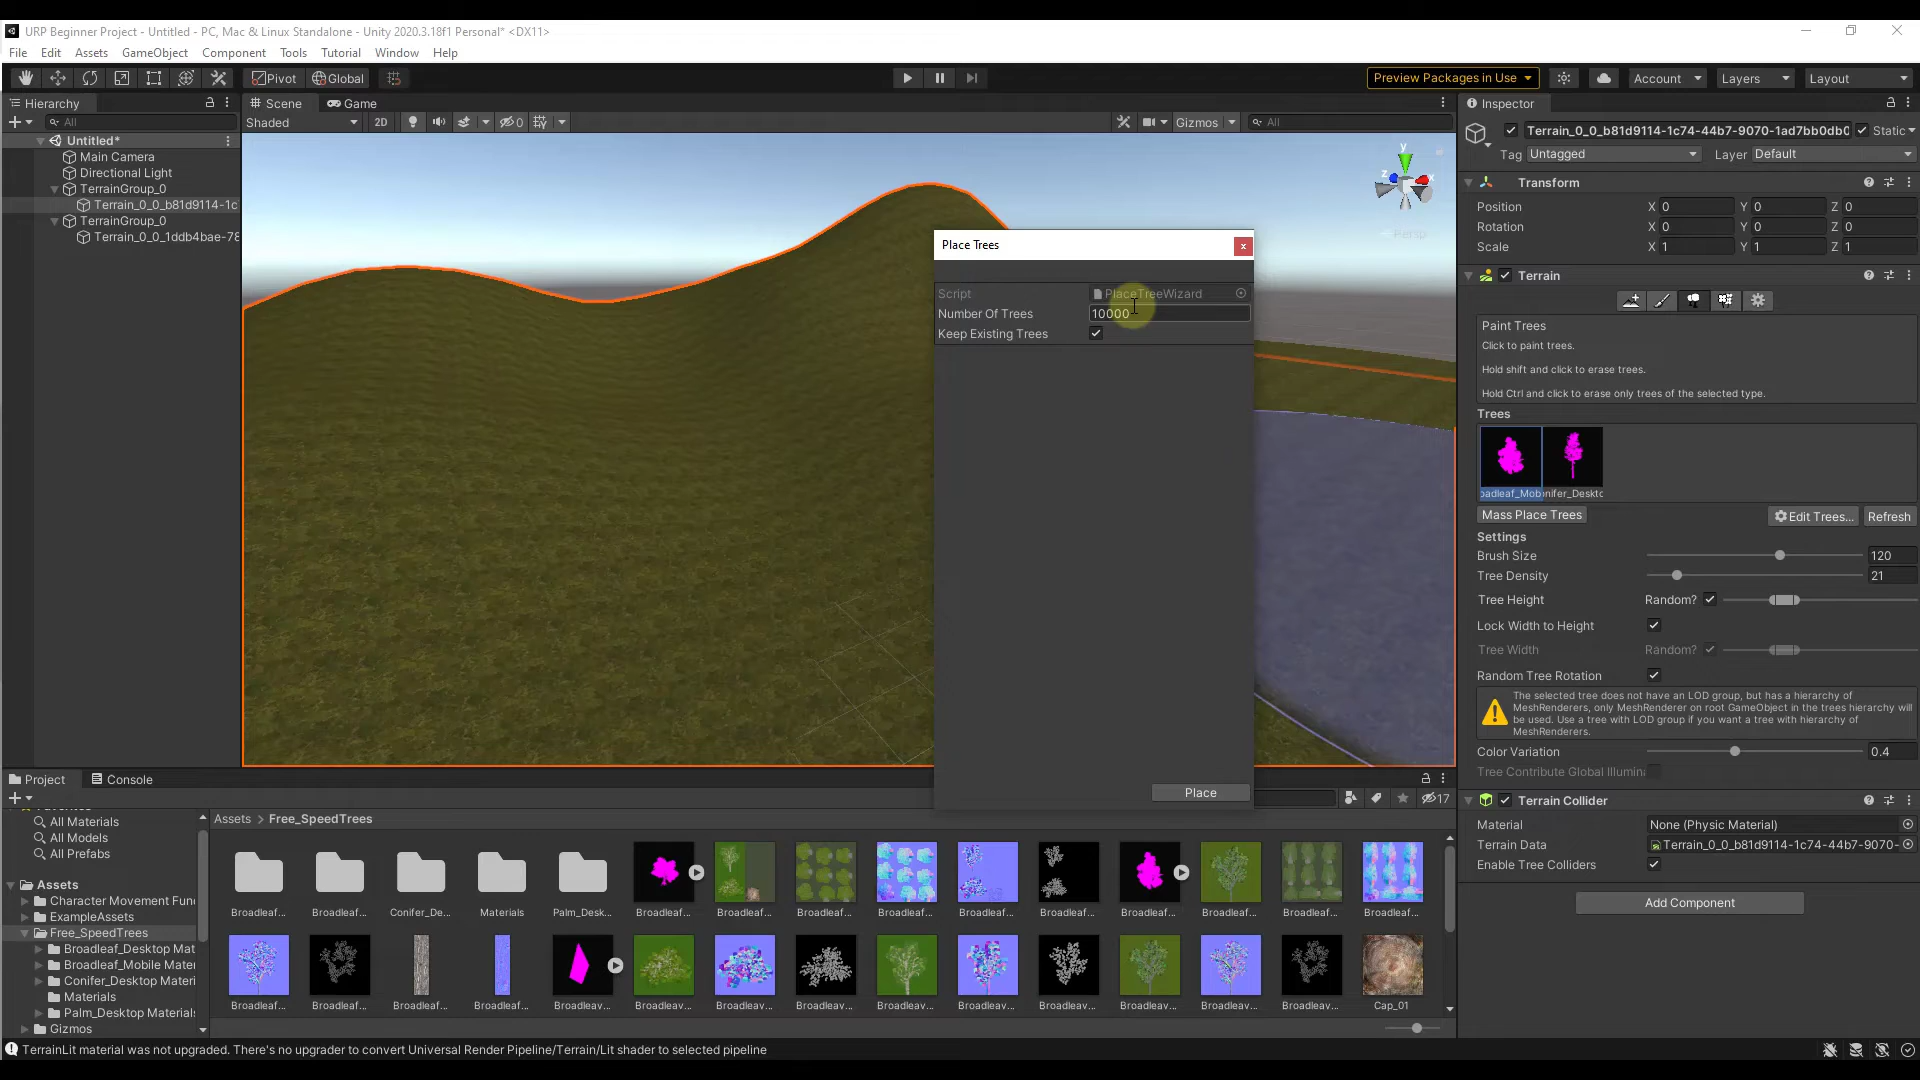 URP Beginner Project - Untitled - PC, Mac & Linux Standalone - Unity 2020.3.18f1 Personal* <DX11>
File Edit Assets GameObject Component Tools Tutorial Window Help
Pivot Global Preview Packages in Use Account Layers Layout
Hierarchy Scene Game Inspector
All Shaded 2D 0 Gizmos All
Untitled*
Main Camera
Directional Light
TerrainGroup_0
Terrain_0_0_b81d9114-1c
TerrainGroup_0
Terrain_0_0_1ddb4bae-78
y
z x
Persp
Place Trees
Script PlaceTreeWizard
Number Of Trees 10000
Keep Existing Trees
Place
Terrain_0_0_b81d9114-1c74-44b7-9070-1ad7bb0db0 Static
Tag Untagged Layer Default
Transform
Position X 0 Y 0 Z 0
Rotation X 0 Y 0 Z 0
Scale X 1 Y 1 Z 1
Terrain
Paint Trees
Click to paint trees.
Hold shift and click to erase trees.
Hold Ctrl and click to erase only trees of the selected type.
Trees
oadleaf_Mob onifer_Desktc
Mass Place Trees Edit Trees... Refresh
Settings
Brush Size 120
Tree Density 21
Tree Height Random?
Lock Width to Height
Tree Width Random?
Random Tree Rotation
The selected tree does not have an LOD group, but has a hierarchy of
MeshRenderers, only MeshRenderer on root GameObject in the trees hierarchy will
be used. Use a tree with LOD group if you want a tree with hierarchy of
MeshRenderers.
Color Variation 0.4
Tree Contribute Global Illumina
Terrain Collider
Material None (Physic Material)
Terrain Data Terrain_0_0_b81d9114-1c74-44b7-9070-
Enable Tree Colliders
Add Component
Project Console
17
Favorites
All Materials
All Models
All Prefabs
Assets
Character Movement Fun
ExampleAssets
Free_SpeedTrees
Broadleaf_Desktop Mat
Broadleaf_Mobile Mater
Conifer_Desktop Materi
Materials
Palm_Desktop Materials
Gizmos
Assets > Free_SpeedTrees
Broadleaf... Broadleaf... Conifer_De... Materials Palm_Desk... Broadleaf... Broadleaf... Broadleaf... Broadleaf... Broadleaf... Broadleaf... Broadleaf... Broadleaf... Broadleaf... Broadleaf...
Broadleaf... Broadleaf... Broadleaf... Broadleaf... Broadleav... Broadleav... Broadleav... Broadleav... Broadleav... Broadleav... Broadleav... Broadleav... Broadleav... Broadleav... Cap_01
TerrainLit material was not upgraded. There's no upgrader to convert Universal Render Pipeline/Terrain/Lit shader to selected pipeline